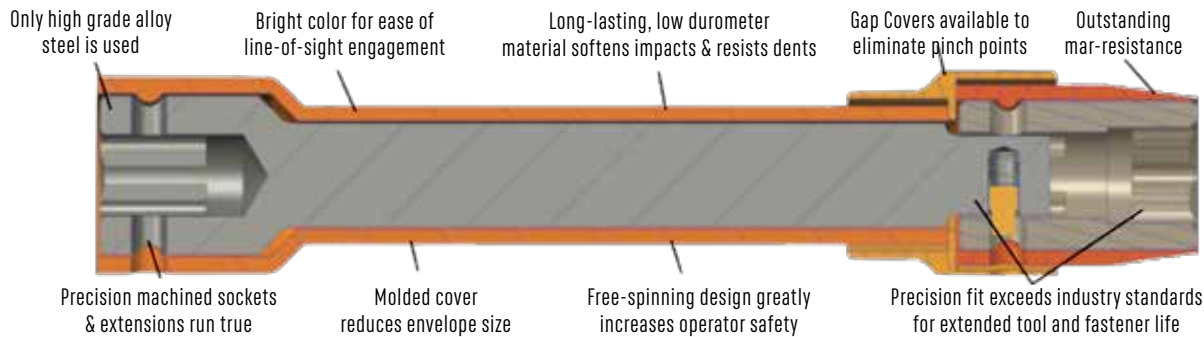 Only high grade alloy
steel is used
Bright color for ease of
line-of-sight engagement
Long-lasting, low durometer
material softens impacts & resists dents
Gap Covers available to
eliminate pinch points
Outstanding
mar-resistance
Precision machined sockets
& extensions run true
Molded cover
reduces envelope size
Free-spinning design greatly
increases operator safety
Precision fit exceeds industry standards
for extended tool and fastener life